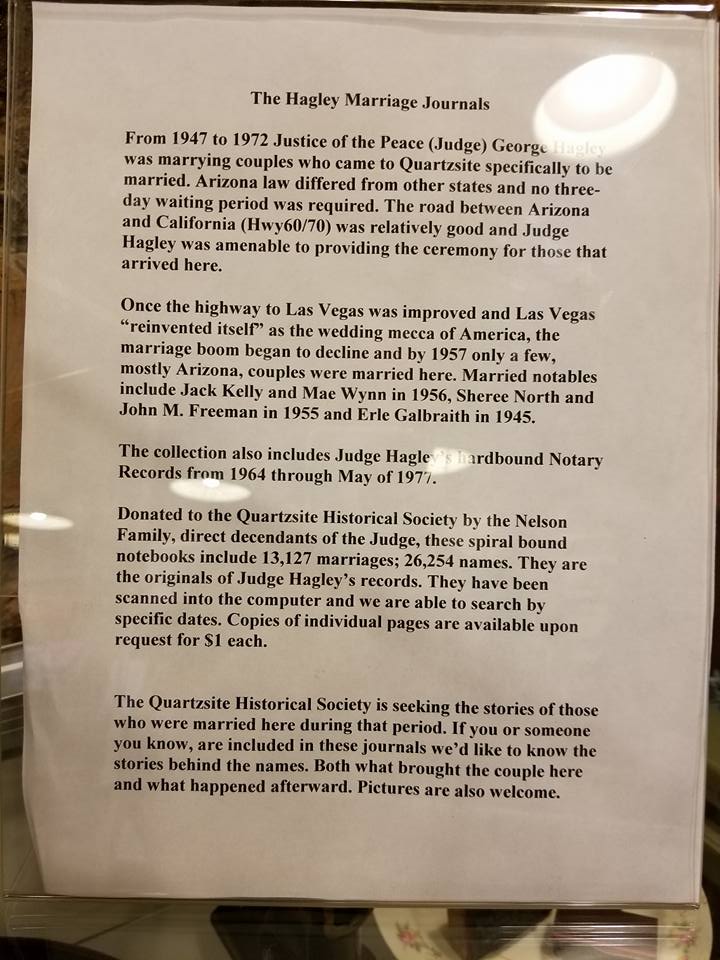 The Hagley Marriage Journals
From 1947 to 1972 Justice of the Peace (Judge) George Hagley
was marrying couples who came to Quartzsite specifically to be
married. Arizona law differed from other states and no three-
day waiting period was required. The road between Arizona
and California (Hwy60/70) was relatively good and Judge
Hagley was amenable to providing the ceremony for those that
arrived here.
Once the highway to Las Vegas was improved and Las Vegas
“reinvented itself” as the wedding mecca of America, the
marriage boom began to decline and by 1957 only a few,
mostly Arizona, couples were married here. Married notables
include Jack Kelly and Mae Wynn in 1956, Sheree North and
John M. Freeman in 1955 and Erle Galbraith in 1945.
The collection also includes Judge Hagley's hardbound Notary
Records from 1964 through May of 1977.
Donated to the Quartzsite Historical Society by the Nelson
Family, direct decendants of the Judge, these spiral bound
notebooks include 13,127 marriages; 26,254 names. They are
the originals of Judge Hagley’s records. They have been
scanned into the computer and we are able to search by
specific dates. Copies of individual pages are available upon
request for $1 each.
The Quartzsite Historical Society is seeking the stories of those
who were married here during that period. If you or someone
you know, are included in these journals we’d like to know the
stories behind the names. Both what brought the couple here
and what happened afterward. Pictures are also welcome.